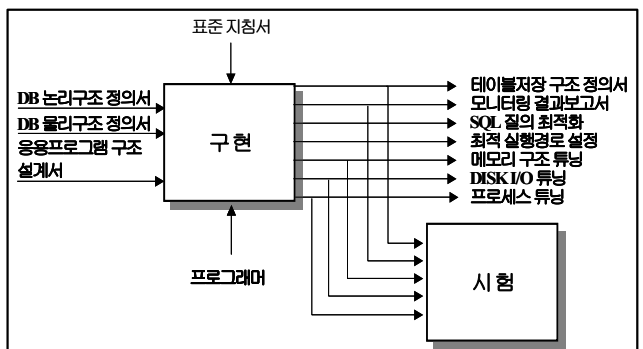 표준 지침서
DB 논리구조 정의서
DB 물리구조 정의서
응용프로그램 구조
설계서
구현
테이블저장 구조 정의서
모니터링 결과보고서
SQL 질의 최적화
최적 실행경로 설정
메모리 구조 튜닝
DISK I/O 튜닝
프로세스 튜닝
프로그래머
시험